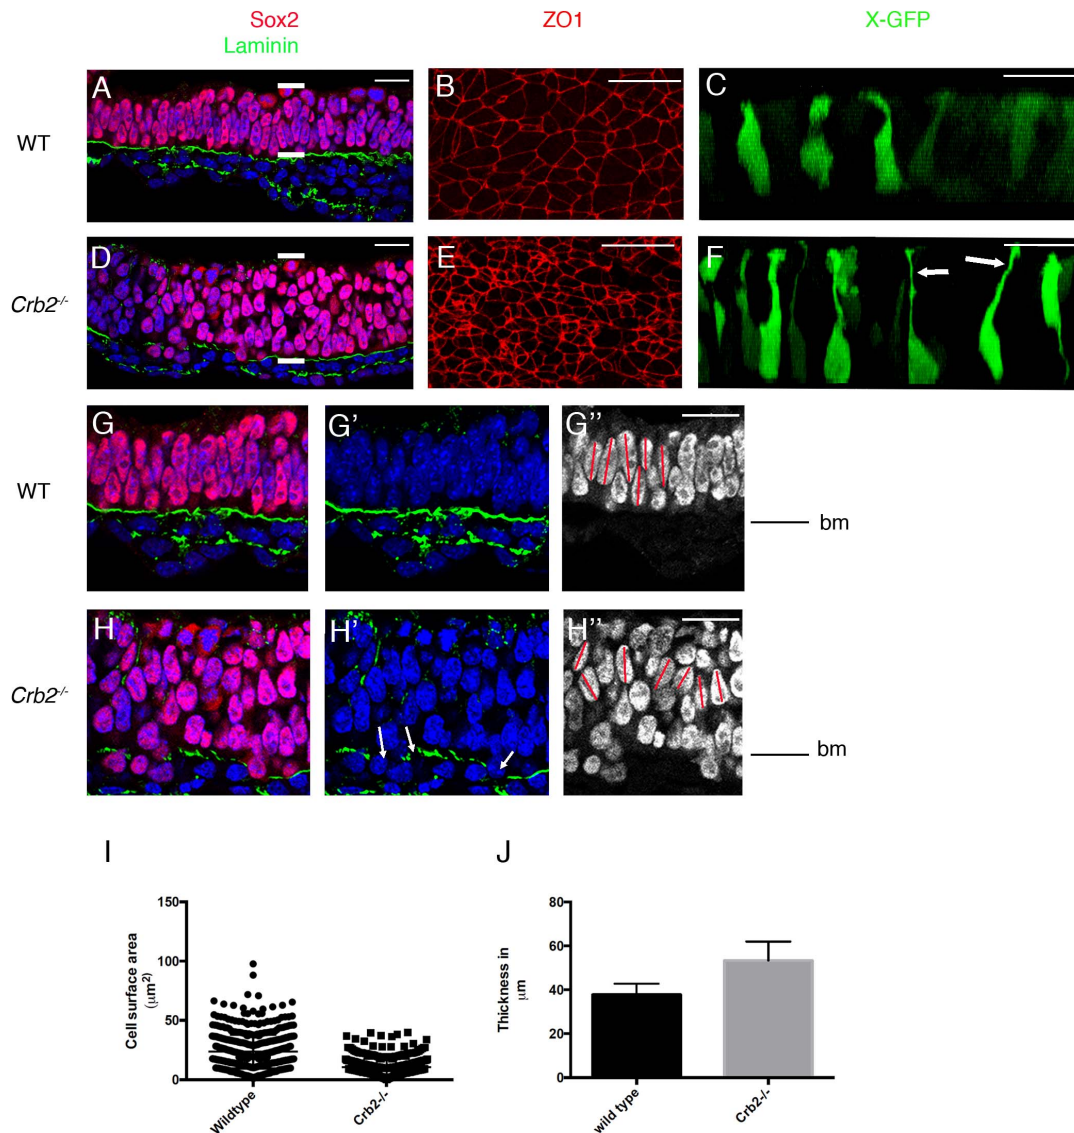 Sox2 ZO1 X-GFP
Laminin
A B C
WT
D E F
Crb2-/-
G G’ G’’
WT
bm
H H’ H’’
Crb2-/-
bm
I J
150
100
50
0
Cell surface area
(μm²)
Wildtype
Crb2-/-
80
60
40
20
0
Thickness in
μm
wild type
Crb2-/-